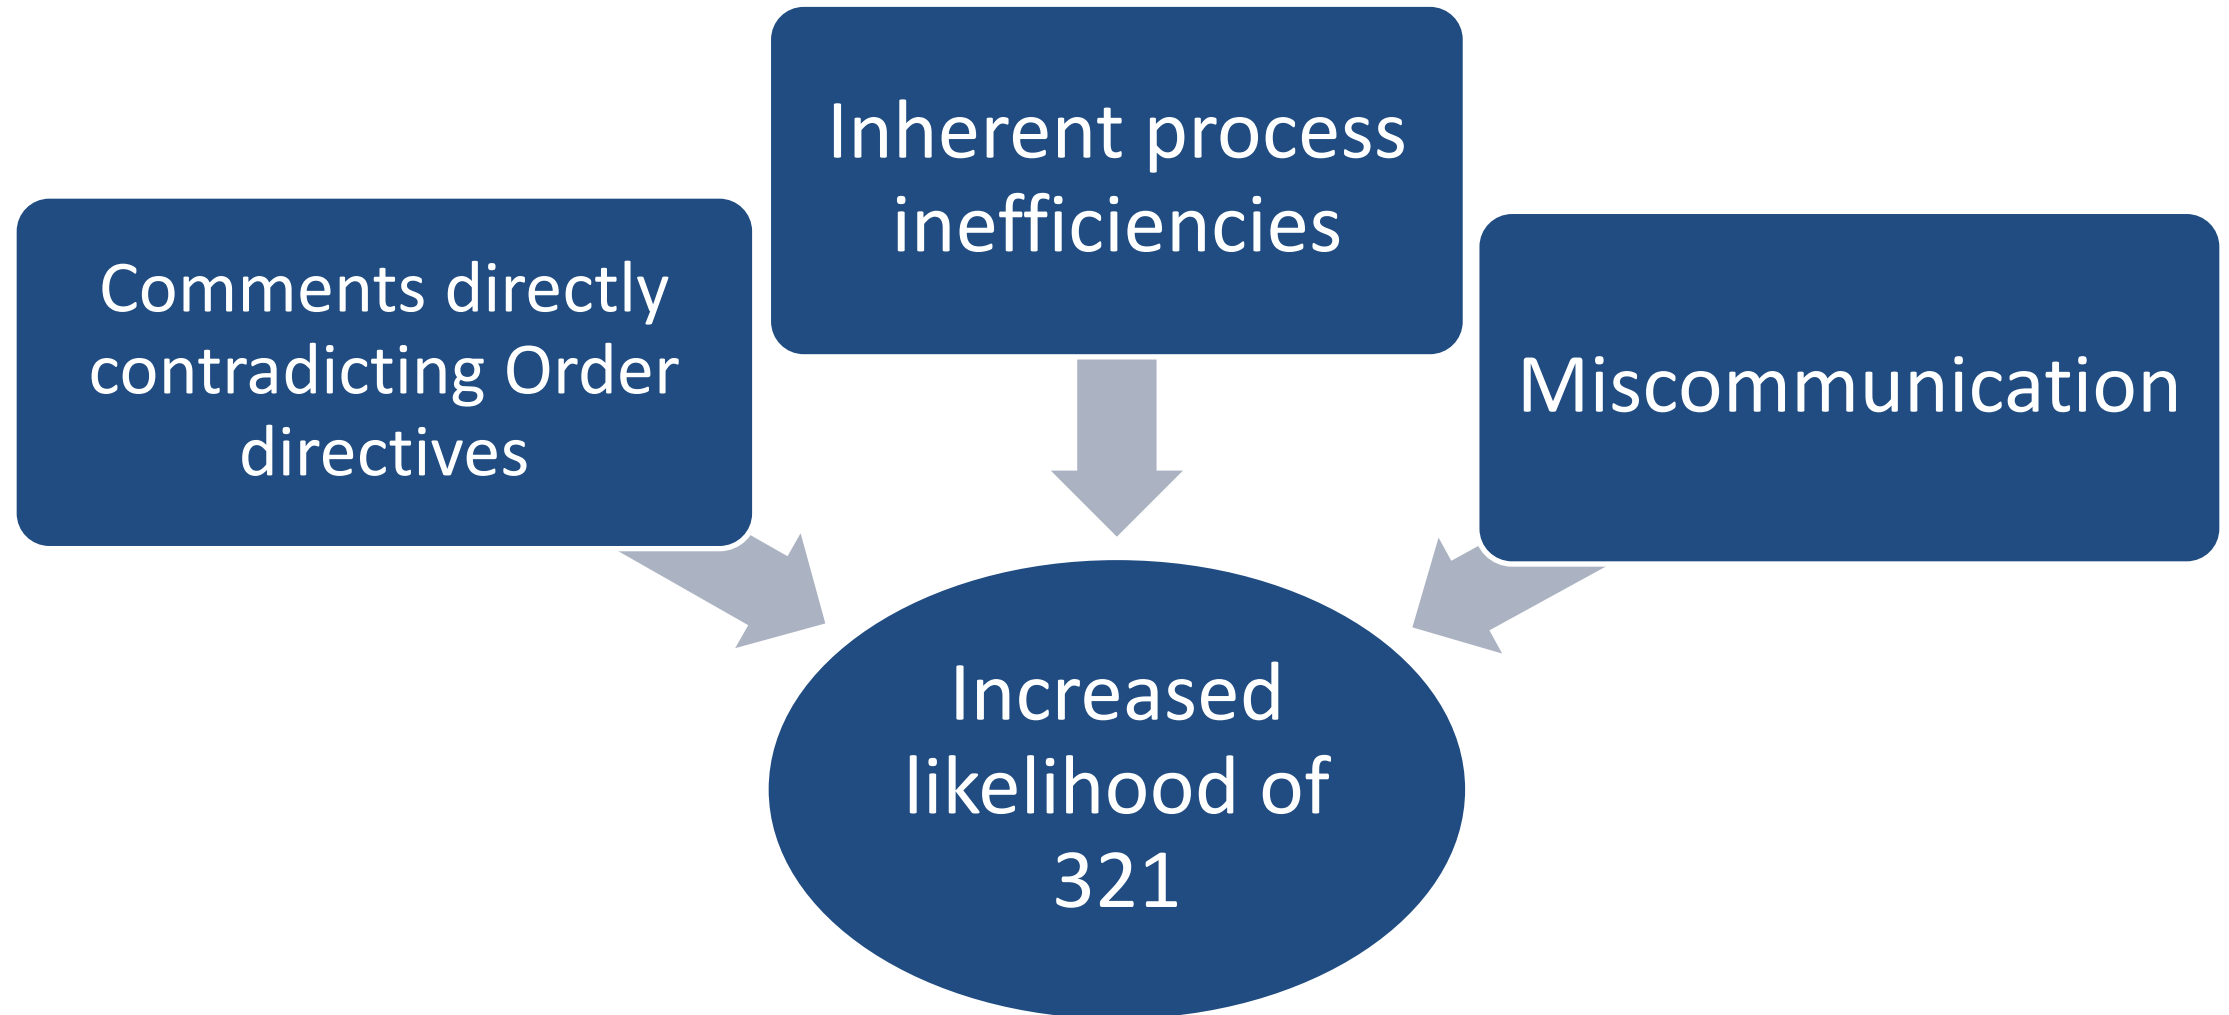 Comments directly
contradicting Order
directives
Inherent process
inefficiencies
Miscommunication
Increased
likelihood of
321